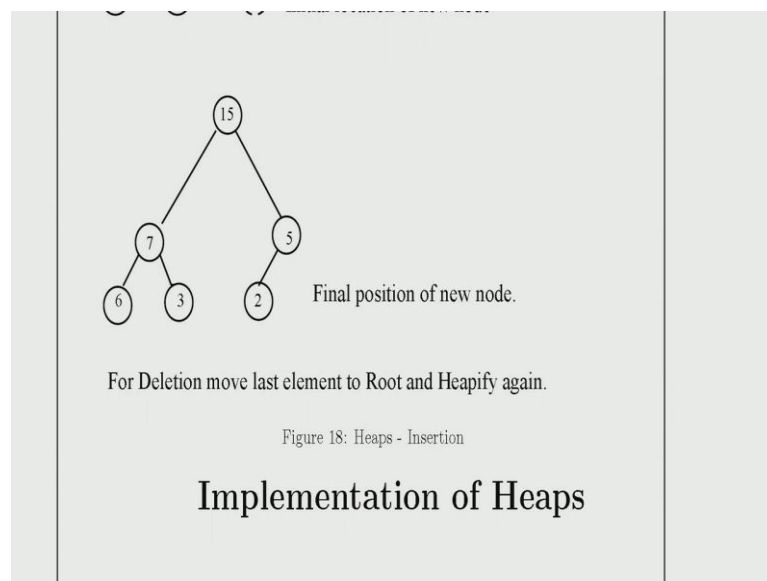 15
7
5
6
3
2
Final position of new node.
For Deletion move last element to Root and Heapify again.
Figure 18: Heaps - Insertion
Implementation of Heaps